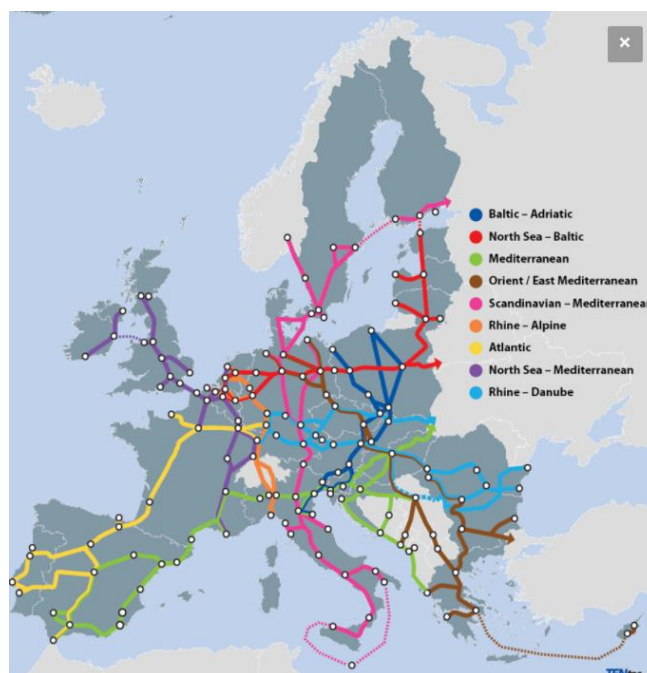 ×
Baltic – Adriatic
North Sea – Baltic
Mediterranean
Orient / East Mediterranean
Scandinavian – Mediterranean
Rhine – Alpine
Atlantic
North Sea – Mediterranean
Rhine – Danube